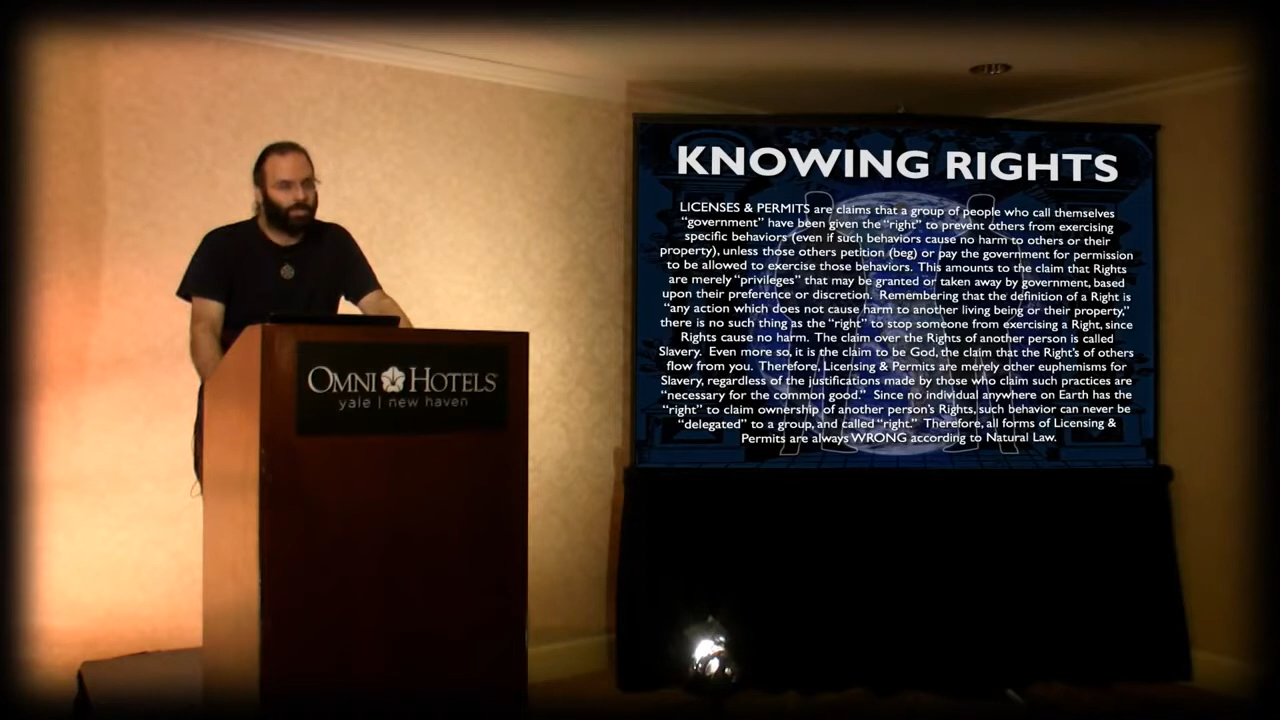 KNOWING RIGHTS
LICENSES & PERMITS are claims that a group of people who call themselves
“government” have been given the “right” to prevent others from exercising
specific behaviors (even if such behaviors cause no harm to others or their
property), unless those others petition (beg) or pay the government for permission
to be allowed to exercise those behaviors. This amounts to the claim that Rights
are merely “privileges” that may be granted or taken away by government, based
upon their preference or discretion. Remembering that the definition of a Right is
“any action which does not cause harm to another living being or their property,”
there is no such thing as the “right” to stop someone from exercising a Right, since
Rights cause no harm. The claim over the Rights of another person is called
Slavery. Even more so, it is the claim to be God, the claim that the Right's of others
flow from you. Therefore, Licensing & Permits are merely other euphemisms for
Slavery, regardless of the justifications made by those who claim such practices are
“necessary for the common good.” Since no individual anywhere on Earth has the
“right” to claim ownership of another person's Rights, such behavior can never be
“delegated” to a group, and called “right.” Therefore, all forms of Licensing &
Permits are always WRONG according to Natural Law.
OMNI HOTELS
yale | new haven